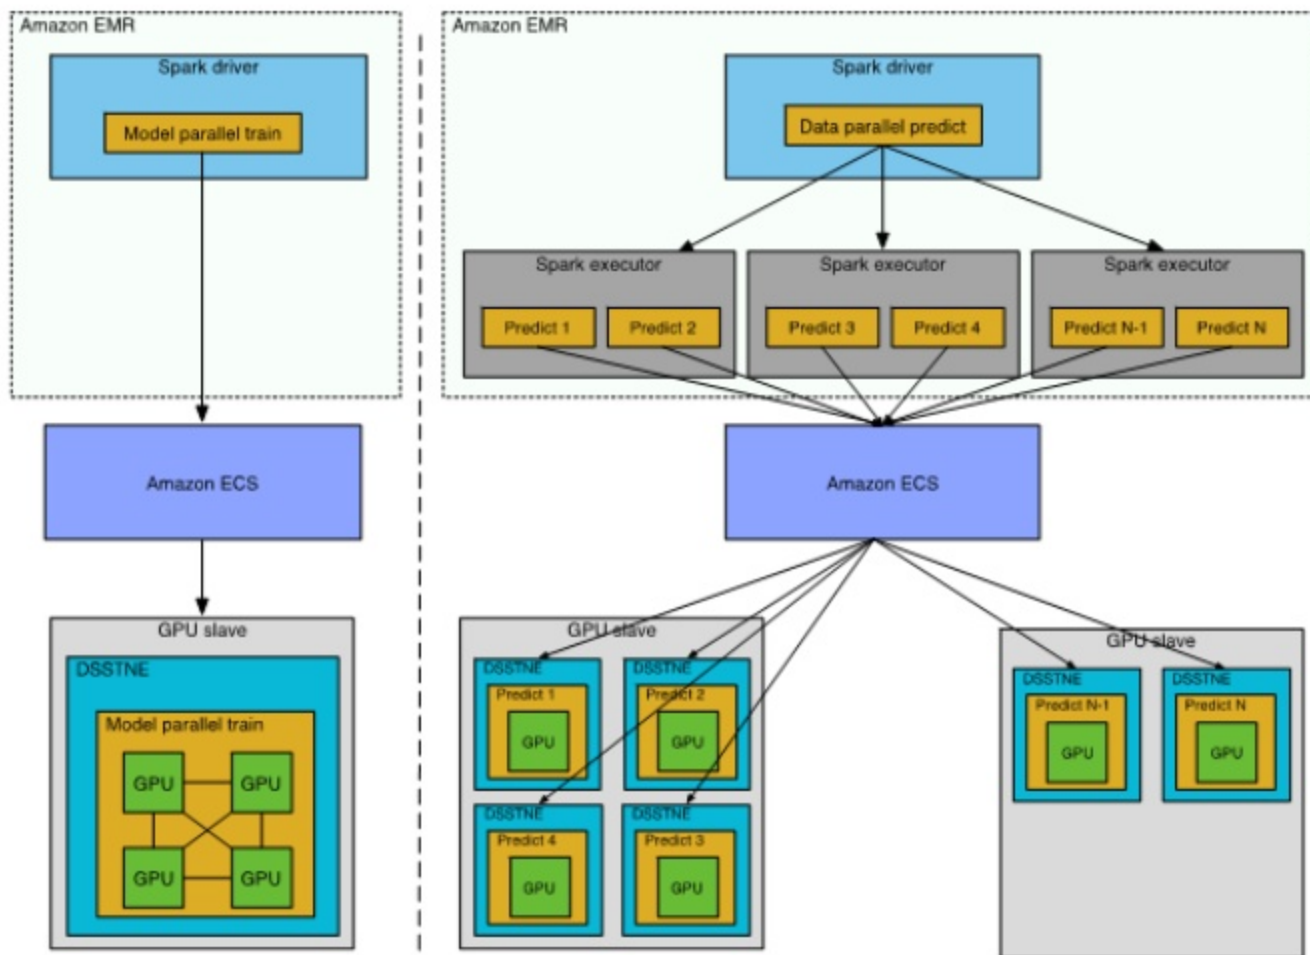 Amazon EMR
Spark driver
Model parallel train
Amazon ECS
GPU slave
DSSTNE
Model parallel train
GPU GPU
GPU GPU
Amazon EMR
Spark driver
Data parallel predict
Spark executor Spark executor Spark executor
Predict 1 Predict 2 Predict 3 Predict 4 Predict N-1 Predict N
Amazon ECS
GPU slave
DSSTNE DSSTNE
Predict 1 Predict 2
GPU GPU
DSSTNE DSSTNE
Predict 4 Predict 3
GPU GPU
GPU slave
DSSTNE DSSTNE
Predict N-1 Predict N
GPU GPU